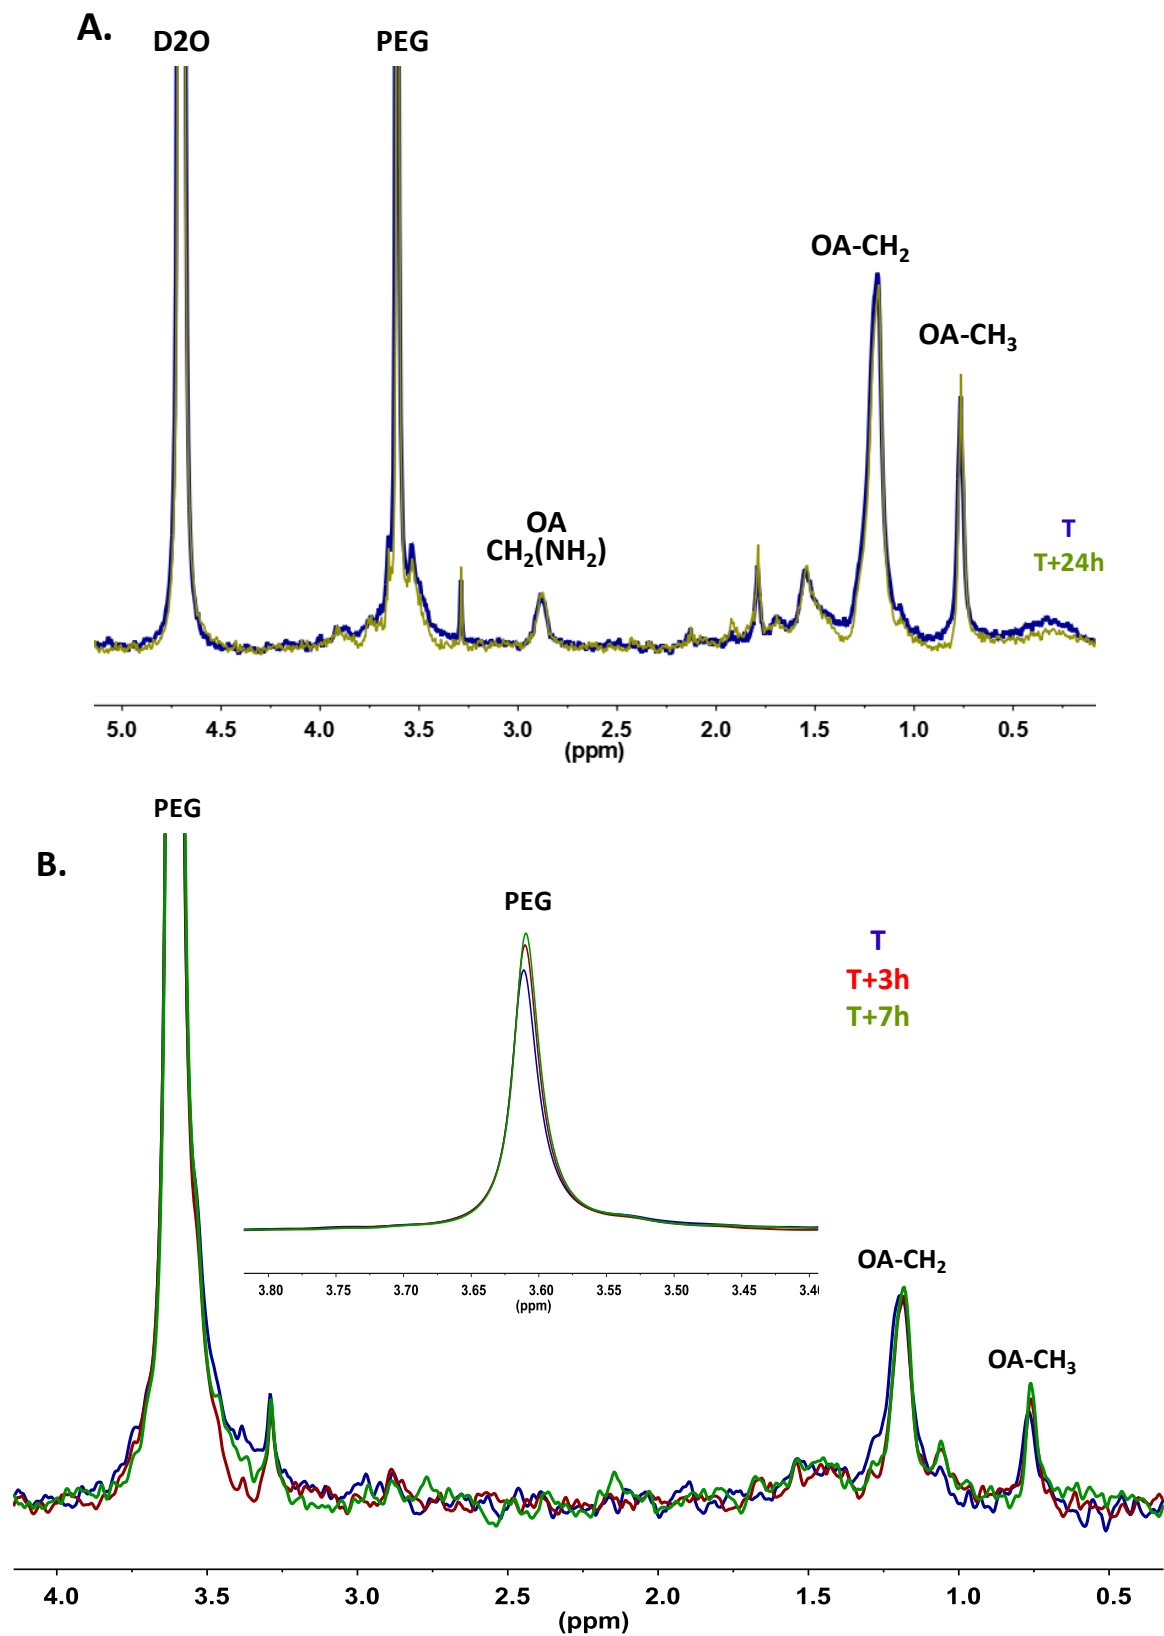 A.
D2O
PEG
OA-CH₂
OA-CH₃
OA
CH₂(NH₂)
T
T+24h
5.0 4.5 4.0 3.5 3.0 2.5 2.0 1.5 1.0 0.5
(ppm)
PEG
B.
PEG
T
T+3h
T+7h
3.80 3.75 3.70 3.65 3.60 3.55 3.50 3.45 3.40
(ppm)
OA-CH₂
OA-CH₃
4.0 3.5 3.0 2.5 2.0 1.5 1.0 0.5
(ppm)